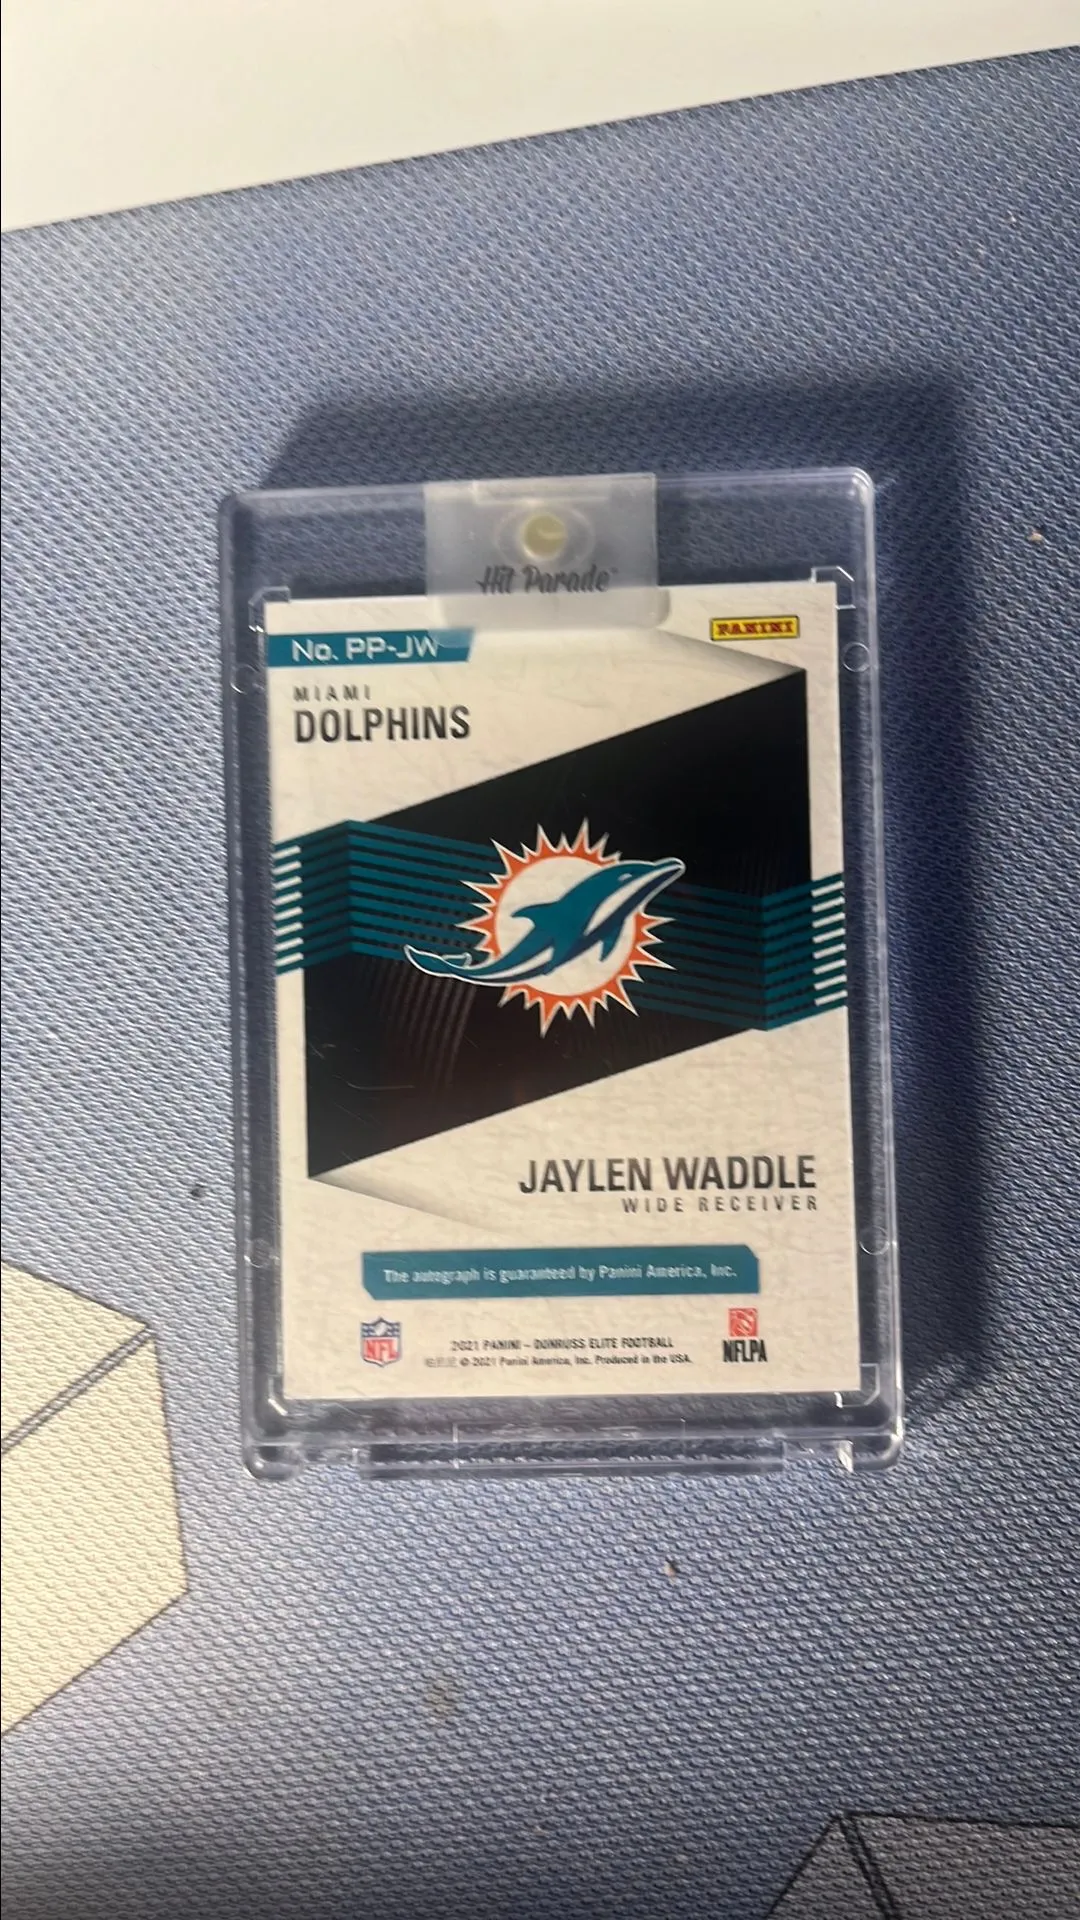 Hit Parade
No. PP-JW
PANINI
MIAMI
DOLPHINS
JAYLEN WADDLE
WIDE RECEIVER
The autograph is guaranteed by Panini America, Inc.
NFL
2021 PANINI – DONRUSS ELITE FOOTBALL
© 2021 Panini America, Inc. Produced in the USA.
NFLPA